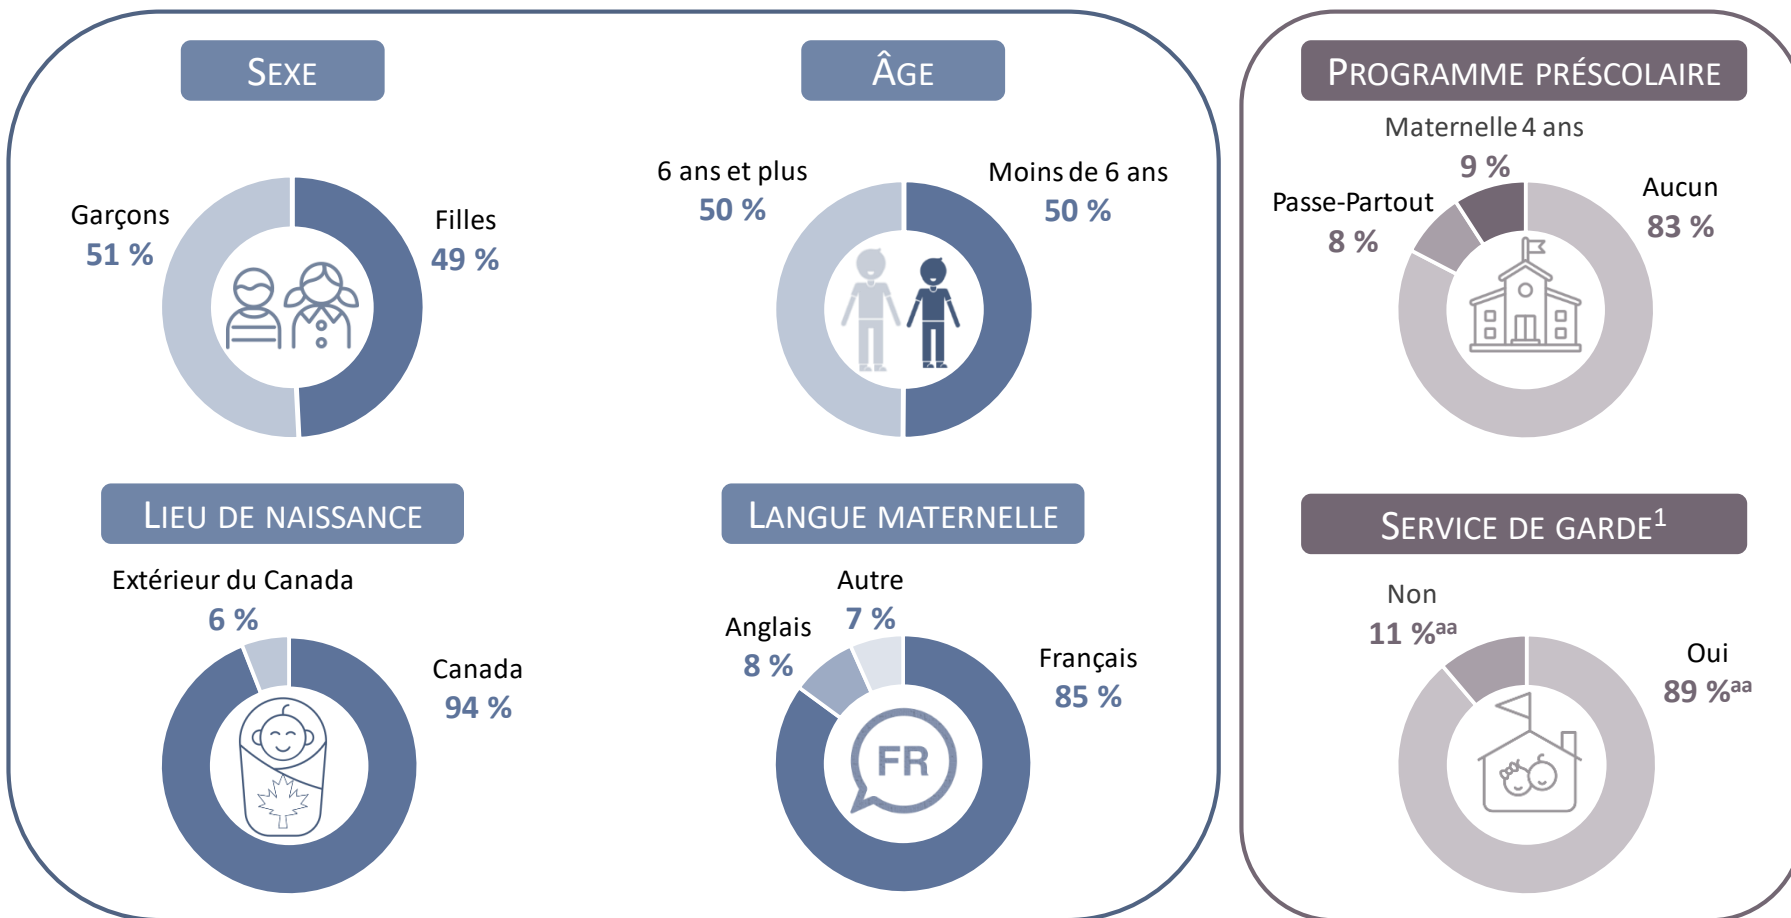 SEXE
Garçons
51 %
Filles
49 %
ÂGE
6 ans et plus
50 %
Moins de 6 ans
50 %
LIEU DE NAISSANCE
Extérieur du Canada
6 %
Canada
94 %
LANGUE MATERNELLE
Autre
7 %
Anglais
8 %
Français
85 %
FR
PROGRAMME PRÉSCOLAIRE
Maternelle 4 ans
9 %
Passe-Partout
8 %
Aucun
83 %
SERVICE DE GARDE¹
Non
11 %ᵃᵃ
Oui
89 %ᵃᵃ